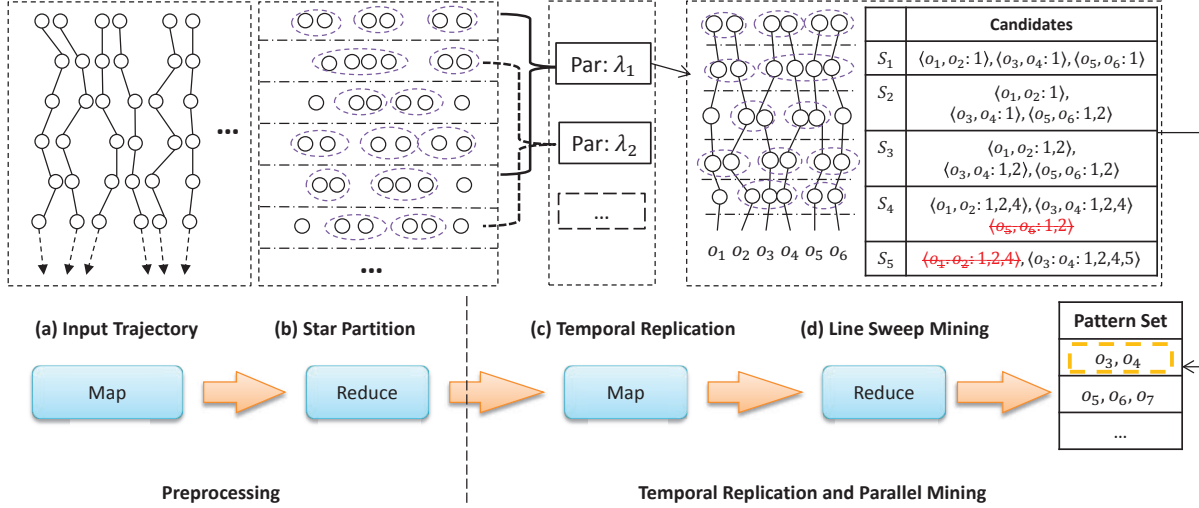 ...
...
Par: λ₁
Par: λ₂
...
o₁ o₂ o₃ o₄ o₅ o₆
Candidates
S₁ ⟨o₁, o₂: 1⟩, ⟨o₃, o₄: 1⟩, ⟨o₅, o₆: 1⟩
S₂ ⟨o₁, o₂: 1⟩,
⟨o₃, o₄: 1⟩, ⟨o₅, o₆: 1,2⟩
S₃ ⟨o₁, o₂: 1,2⟩,
⟨o₃, o₄: 1,2⟩, ⟨o₅, o₆: 1,2⟩
S₄ ⟨o₁, o₂: 1,2,4⟩, ⟨o₃, o₄: 1,2,4⟩
⟨o₅, o₆: 1,2⟩
S₅ ⟨o₁, o₂: 1,2,4⟩, ⟨o₃: o₄: 1,2,4,5⟩
(a) Input Trajectory
(b) Star Partition
(c) Temporal Replication
(d) Line Sweep Mining
Map
Reduce
Map
Reduce
Pattern Set
o₃, o₄
o₅, o₆, o₇
...
Preprocessing
Temporal Replication and Parallel Mining